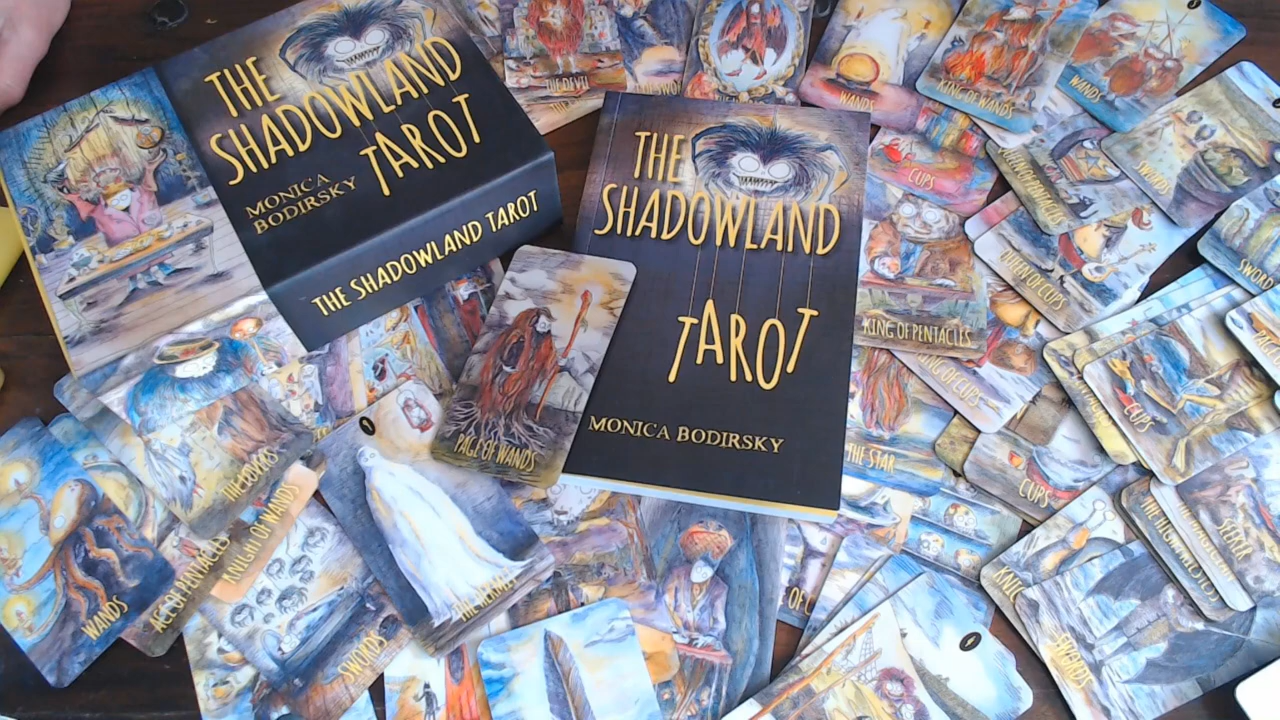 THE
SHADOWLAND
TAROT
MONICA
BODIRSKY
THE SHADOWLAND TAROT
THE
SHADOWLAND
TAROT
MONICA BODIRSKY
THE DEVIL
WANDS
KING OF WANDS
WANDS
CUPS
SWORDS
QUEEN OF CUPS
SWORDS
KING OF PENTACLES
KING OF CUPS
CUPS
PAGE OF WANDS
THE STAR
CUPS
THE LOVERS
KNIGHT OF WANDS
WANDS
ACE OF PENTACLES
SWORDS
THE HERMIT
SWORDS